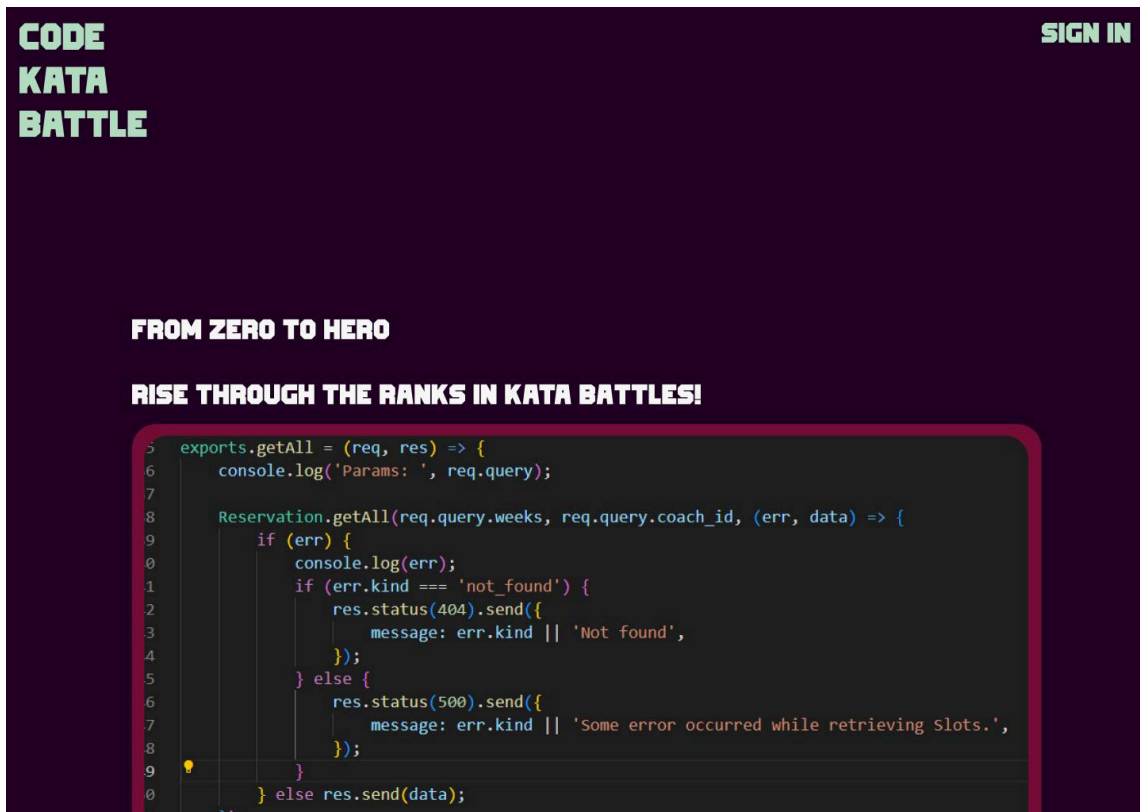 CODE
KATA
BATTLE
SIGN IN
FROM ZERO TO HERO
RISE THROUGH THE RANKS IN KATA BATTLES!
5 exports.getAll = (req, res) => {
6 console.log('Params: ', req.query);
7
8 Reservation.getAll(req.query.weeks, req.query.coach_id, (err, data) => {
9 if (err) {
0 console.log(err);
1 if (err.kind === 'not_found') {
2 res.status(404).send({
3 message: err.kind || 'Not found',
4 });
5 } else {
6 res.status(500).send({
7 message: err.kind || 'Some error occurred while retrieving Slots.',
8 });
9 }
0 } else res.send(data);